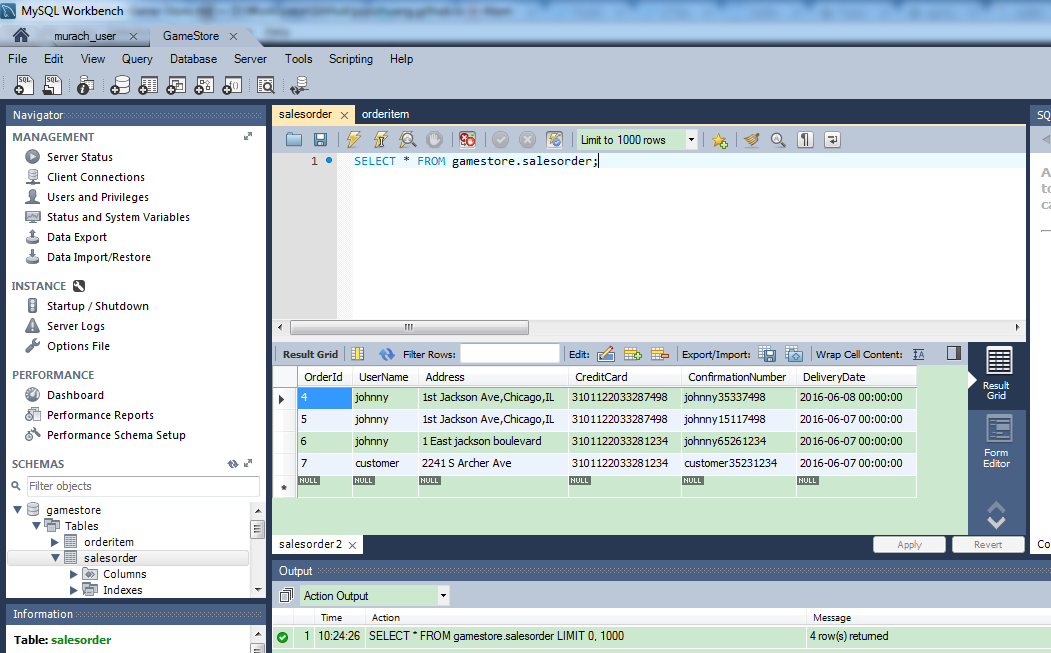 MySQL Workbench
murach_user GameStore
File Edit View Query Database Server Tools Scripting Help
Navigator
MANAGEMENT
Server Status
Client Connections
Users and Privileges
Status and System Variables
Data Export
Data Import/Restore
INSTANCE
Startup / Shutdown
Server Logs
Options File
PERFORMANCE
Dashboard
Performance Reports
Performance Schema Setup
SCHEMAS
Filter objects
gamestore
Tables
orderitem
salesorder
Columns
Indexes
Information
Table: salesorder
salesorder orderitem
Limit to 1000 rows
1 SELECT * FROM gamestore.salesorder;
Result Grid Filter Rows: Edit: Export/Import: Wrap Cell Content:
OrderId UserName Address CreditCard ConfirmationNumber DeliveryDate
4 johnny 1st Jackson Ave,Chicago,IL 3101122033287498 johnny35337498 2016-06-08 00:00:00
5 johnny 1st Jackson Ave,Chicago,IL 3101122033287498 johnny15117498 2016-06-07 00:00:00
6 johnny 1 East jackson boulevard 3101122033281234 johnny65261234 2016-06-07 00:00:00
7 customer 2241 S Archer Ave 3101122033281234 customer35231234 2016-06-07 00:00:00
NULL NULL NULL NULL NULL NULL
Result
Grid
Form
Editor
salesorder 2
Apply Revert
Output
Action Output
Time Action Message
1 10:24:26 SELECT * FROM gamestore.salesorder LIMIT 0, 1000 4 row(s) returned
SQ
A
to
ca
Co